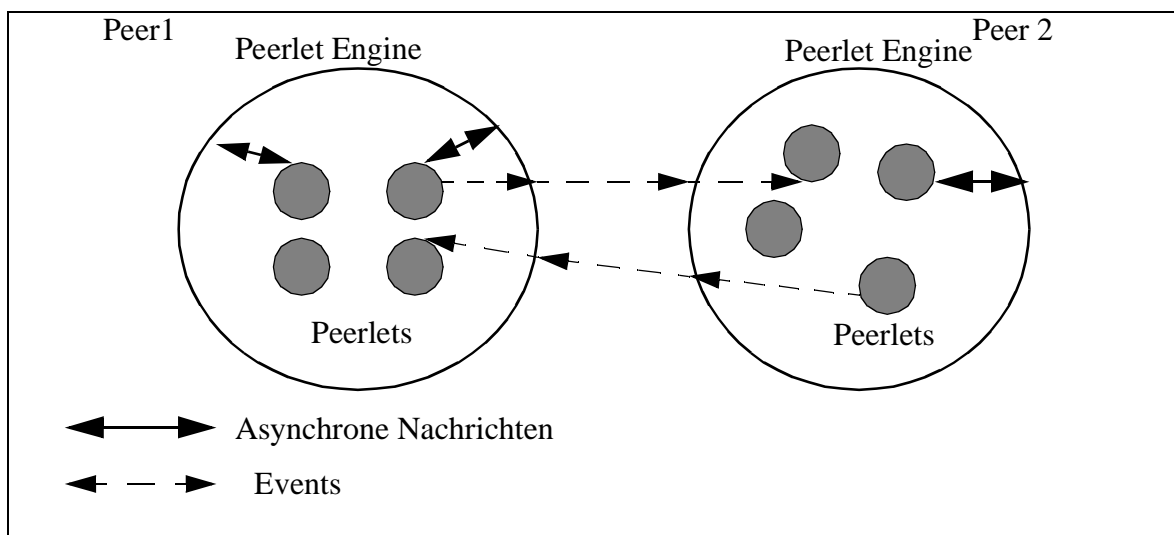 Peer1
Peer 2
Peerlet Engine
Peerlet Engine
Peerlets
Peerlets
Asynchrone Nachrichten
Events